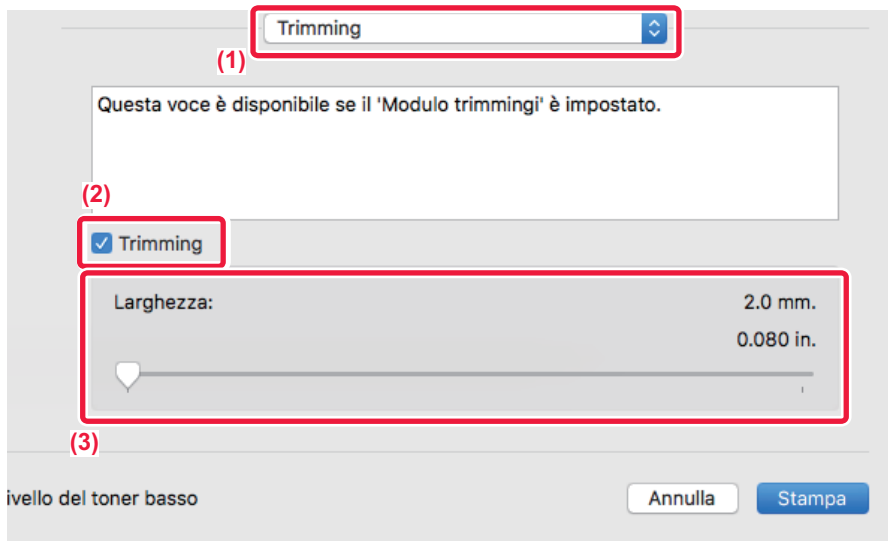 Trimming
(1)
Questa voce è disponibile se il 'Modulo trimmingi' è impostato.
(2)
Trimming
Larghezza:
2.0 mm.
0.080 in.
(3)
ivello del toner basso
Annulla
Stampa